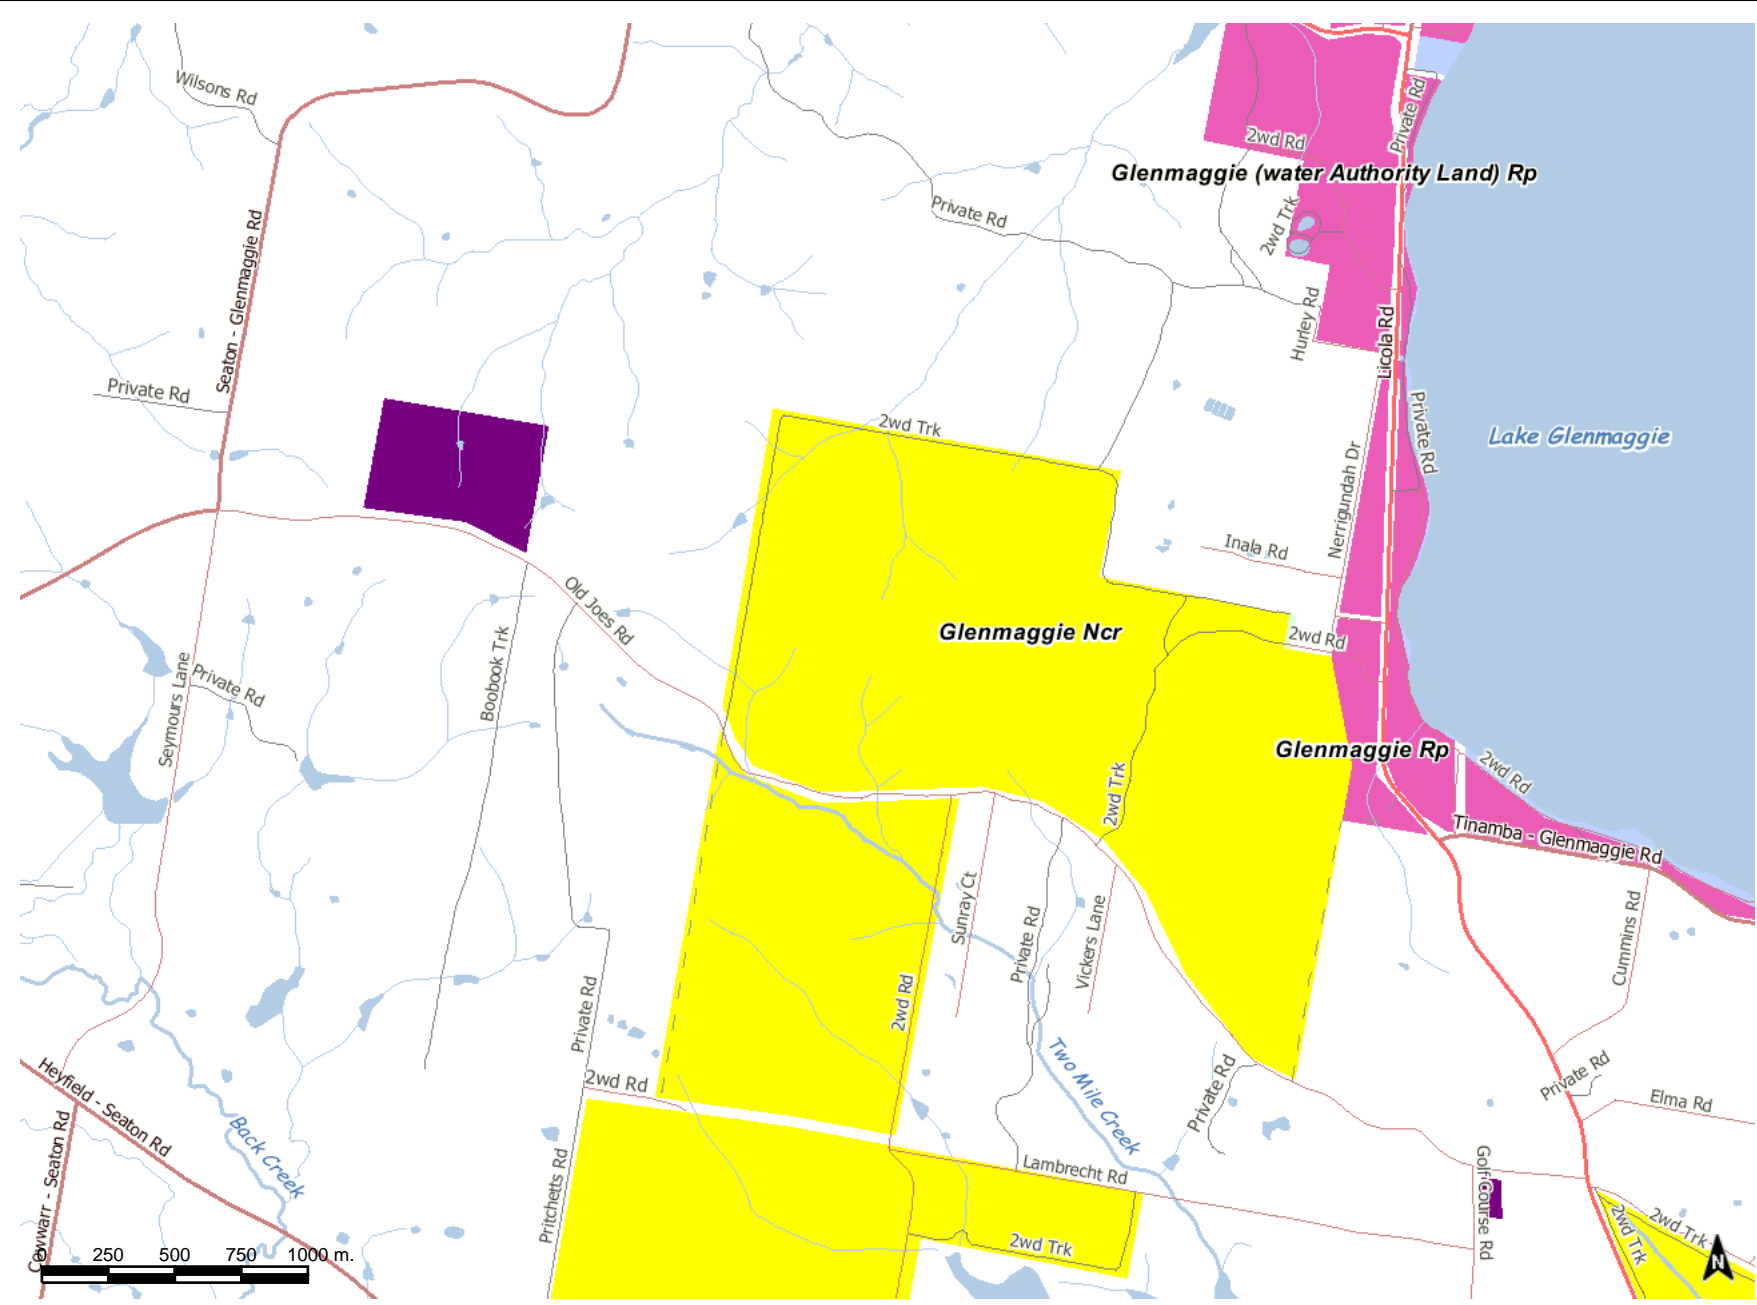 Wilsons Rd
Private Rd
2wd Rd
Glenmaggie (water Authority Land) Rp
Private Rd
2wd Trk
Seaton - Glenmaggie Rd
Hurley Rd
Licola Rd
Private Rd
Private Rd
2wd Trk
Lake Glenmaggie
Nerrigundah Dr
Inala Rd
Old Joes Rd
Glenmaggie Ncr
2wd Rd
Boobook Trk
Seymours Lane
Private Rd
Glenmaggie Rp
2wd Rd
2wd Trk
Tinamba - Glenmaggie Rd
Sunray Ct
Private Rd
Vickers Lane
Cummins Rd
2wd Rd
Private Rd
Two Mile Creek
2wd Rd
Private Rd
Private Rd
Elma Rd
Heyfield - Seaton Rd
Back Creek
Cowwarr - Seaton Rd
Pritchetts Rd
Lambrecht Rd
Golf Course Rd
2wd Trk
2wd Trk
2wd Trk
0 250 500 750 1000 m.
N